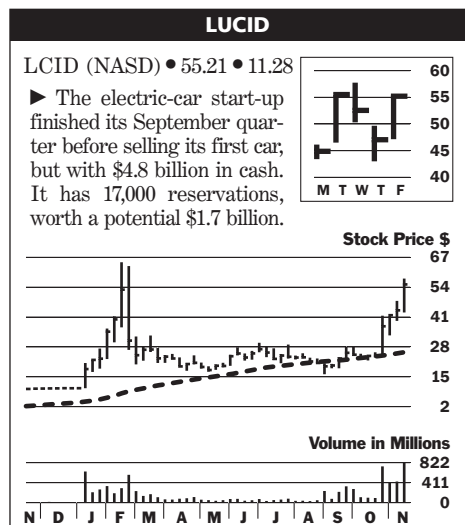 LUCID
LCID (NASD) ● 55.21 ● 11.28
► The electric-car start-up
finished its September quar-
ter before selling its first car,
but with $4.8 billion in cash.
It has 17,000 reservations,
worth a potential $1.7 billion.
60
55
50
45
40
M T W T F
Stock Price $
67
54
41
28
15
2
Volume in Millions
822
411
0
N D J F M A M J J A S O N